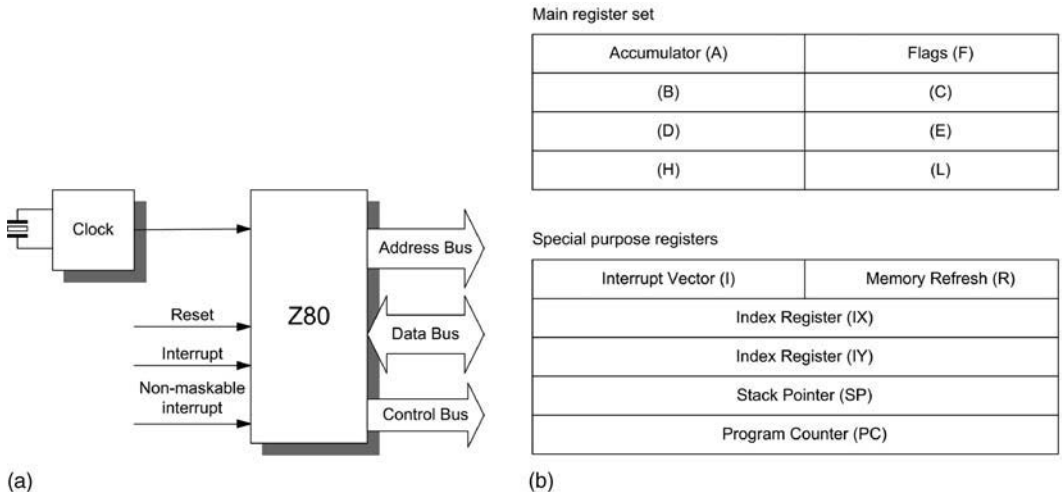 Clock
Reset
Interrupt
Non-maskable
interrupt
Z80
Address Bus
Data Bus
Control Bus
(a)
Main register set
Accumulator (A) Flags (F)
(B) (C)
(D) (E)
(H) (L)
Special purpose registers
Interrupt Vector (I) Memory Refresh (R)
Index Register (IX)
Index Register (IY)
Stack Pointer (SP)
Program Counter (PC)
(b)